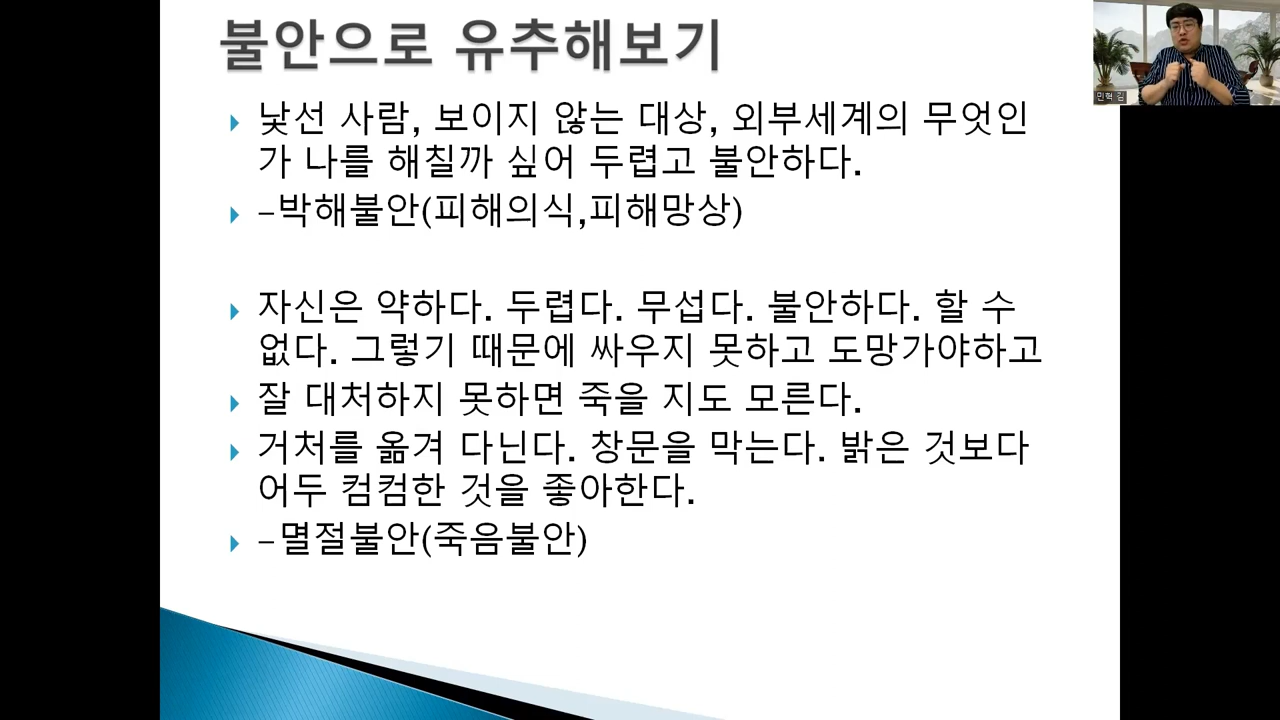 불안으로 유추해보기
낯선 사람, 보이지 않는 대상, 외부세계의 무엇인
가 나를 해칠까 싶어 두렵고 불안하다.
–박해불안(피해의식,피해망상)
자신은 약하다. 두렵다. 무섭다. 불안하다. 할 수
없다. 그렇기 때문에 싸우지 못하고 도망가야하고
잘 대처하지 못하면 죽을 지도 모른다.
거처를 옮겨 다닌다. 창문을 막는다. 밝은 것보다
어두 컴컴한 것을 좋아한다.
–멸절불안(죽음불안)
민혁 김